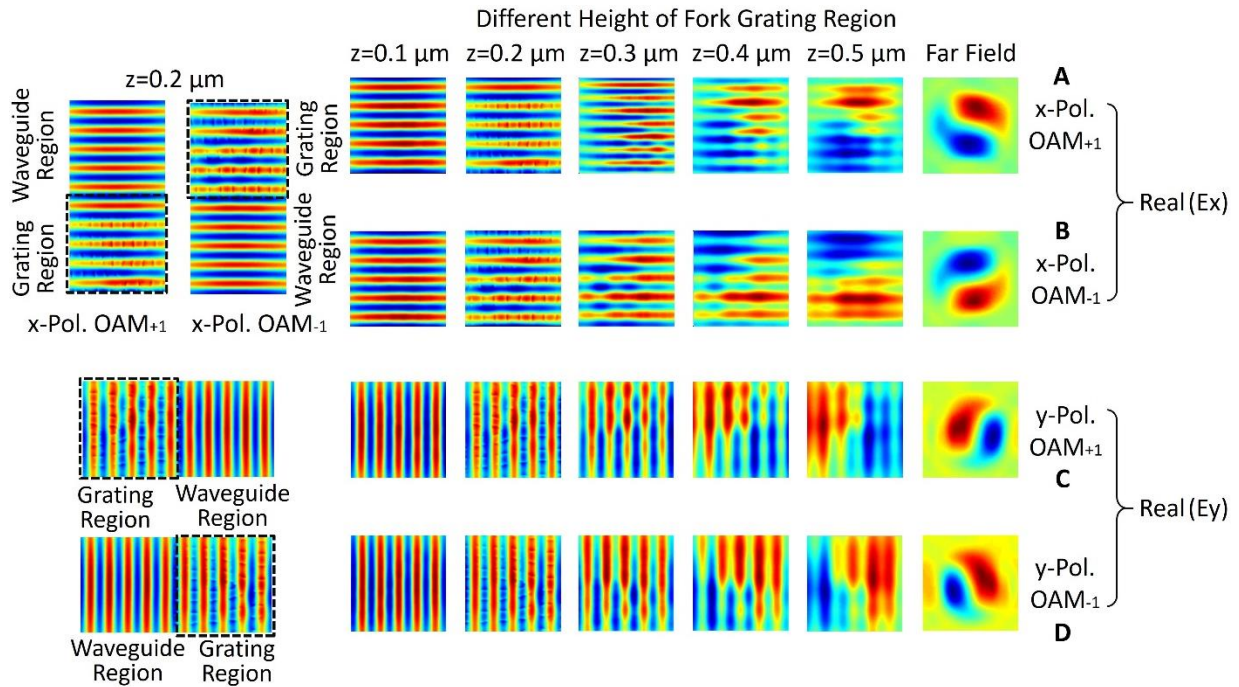 Different Height of Fork Grating Region
z=0.2 μm
z=0.1 μm z=0.2 μm z=0.3 μm z=0.4 μm z=0.5 μm Far Field
Waveguide
Region
Grating
Region
Grating
Region
Waveguide
Region
x-Pol. OAM+1
x-Pol. OAM-1
A
x-Pol.
OAM+1
B
x-Pol.
OAM-1
Real (Ex)
Grating
Region
Waveguide
Region
Waveguide
Region
Grating
Region
y-Pol.
OAM+1
C
y-Pol.
OAM-1
D
Real (Ey)